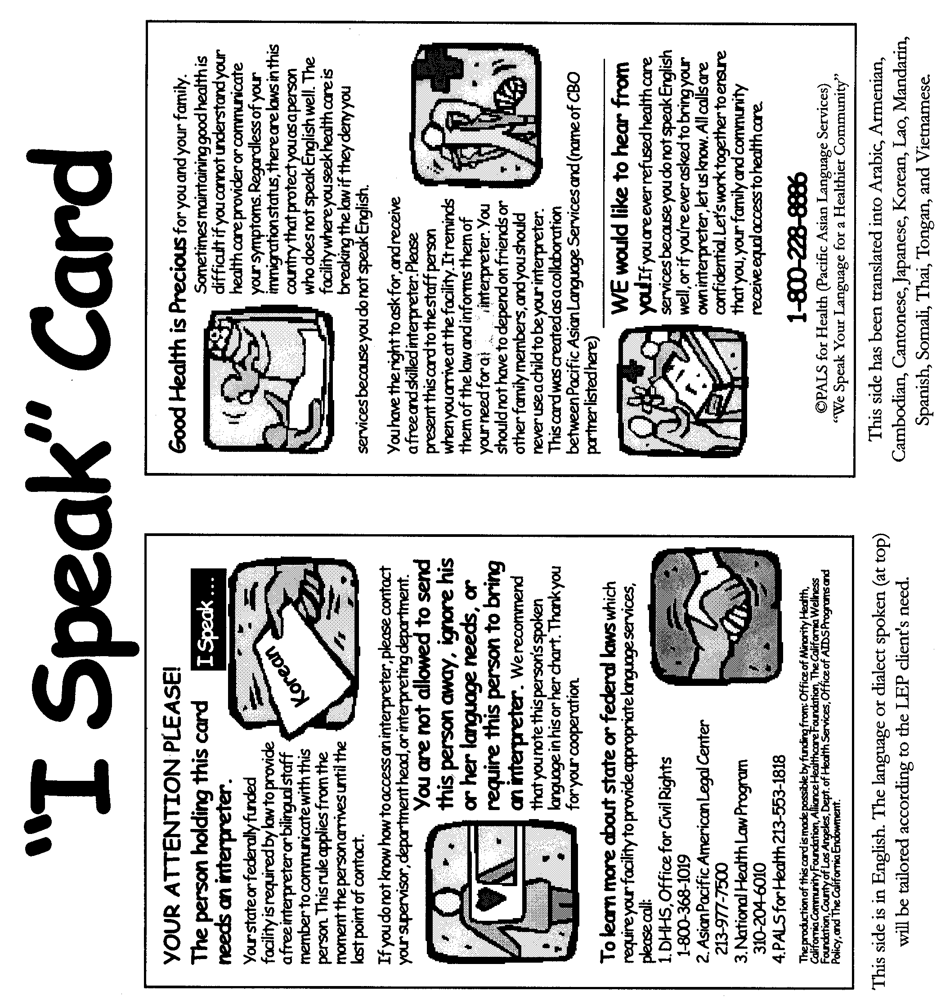 "I Speak" Card
YOUR ATTENTION PLEASE!
The person holding this card
needs an interpreter.
I Speak...
Korean
Your state or federally funded
facility is required by law to provide
a free interpreter or bilingual staff
member to communicate with this
person. This rule applies from the
moment the person arrives until the
last point of contact.
If you do not know how to access an interpreter, please contact
your supervisor, department head, or interpreting department.
You are not allowed to send
this person away, ignore his
or her language needs, or
require this person to bring
an interpreter. We recommend
that you note this person's spoken
language in his or her chart. Thank you
for your cooperation.
To learn more about state or federal laws which
require your facility to provide appropriate language services,
please call:
1. DHHS, Office for Civil Rights
1-800-368-1019
2. Asian Pacific American Legal Center
213-977-7500
3. National Health Law Program
310-204-6010
4. PALS for Health 213-553-1818
The production of this card is made possible by funding from: Office of Minority Health,
California Community Foundation, Alliance Healthcare Foundation, The California Wellness
Foundation, County of Los Angeles, Dept. of Health Services, Office of AIDS Programs and
Policy, and The California Endowment.
This side is in English. The language or dialect spoken (at top)
will be tailored according to the LEP client's need.
Good Health is Precious for you and your family.
Sometimes maintaining good health is
difficult if you cannot understand your
health care provider or communicate
your symptoms. Regardless of your
immigration status, there are laws in this
country that protect you as a person
who does not speak English well. The
facility where you seek health care is
breaking the law if they deny you
services because you do not speak English.
You have the right to ask for, and receive
a free and skilled interpreter. Please
present this card to the staff person
when you arrive at the facility. It reminds
them of the law and informs them of
your need for a interpreter. You
should not have to depend on friends or
other family members, and you should
never use a child to be your interpreter.
This card was created as a collaboration
between Pacific Asian Language Services and (name of CBO
partner listed here)
WE would like to hear from
you! If you are ever refused health care
services because you do not speak English
well, or if you're ever asked to bring your
own interpreter, let us know. All calls are
confidential. Let's work together to ensure
that you, your family and community
receive equal access to health care.
1-800-228-8886
©PALS for Health (Pacific Asian Language Services)
"We Speak Your Language for a Healthier Community"
This side has been translated into Arabic, Armenian,
Cambodian, Cantonese, Japanese, Korean, Lao, Mandarin,
Spanish, Somali, Thai, Tongan, and Vietnamese.